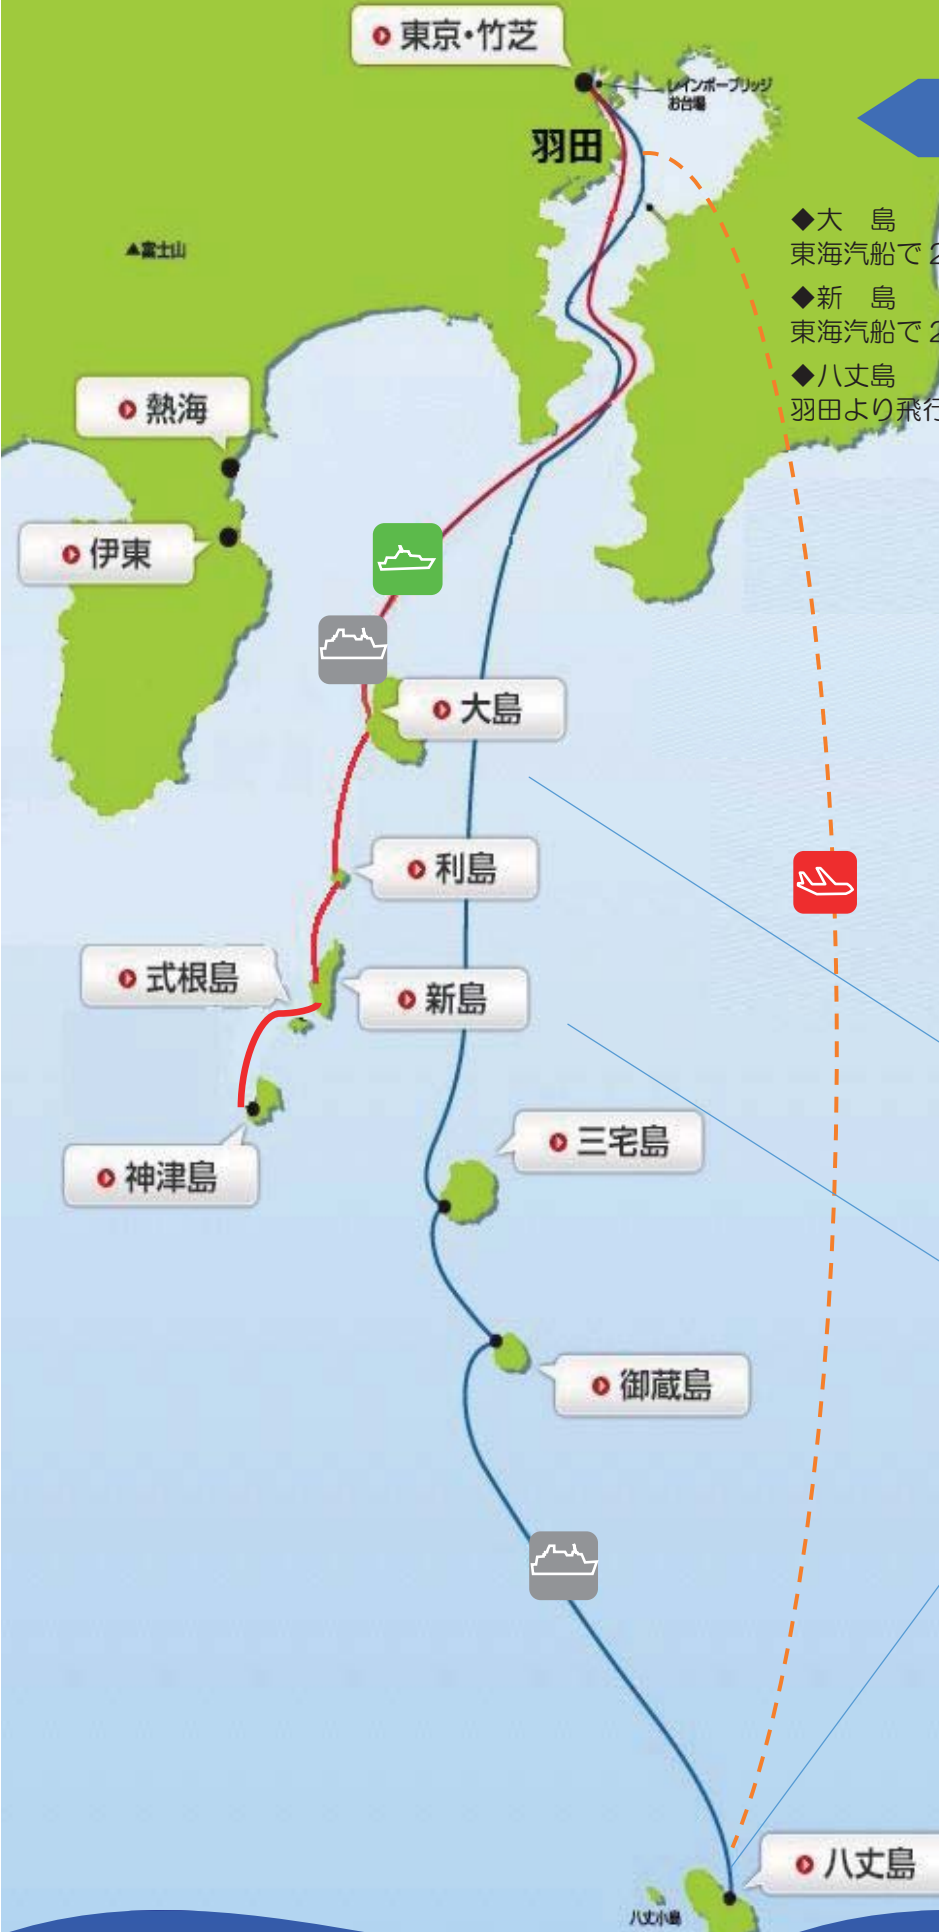 東京・竹芝
レインボーブリッジ
お台場
羽田
◆大　島
東海汽船で2
◆新　島
東海汽船で2
◆八丈島
羽田より飛行
▲富士山
熱海
伊東
大島
利島
式根島
新島
神津島
三宅島
御蔵島
八丈島
八丈小島